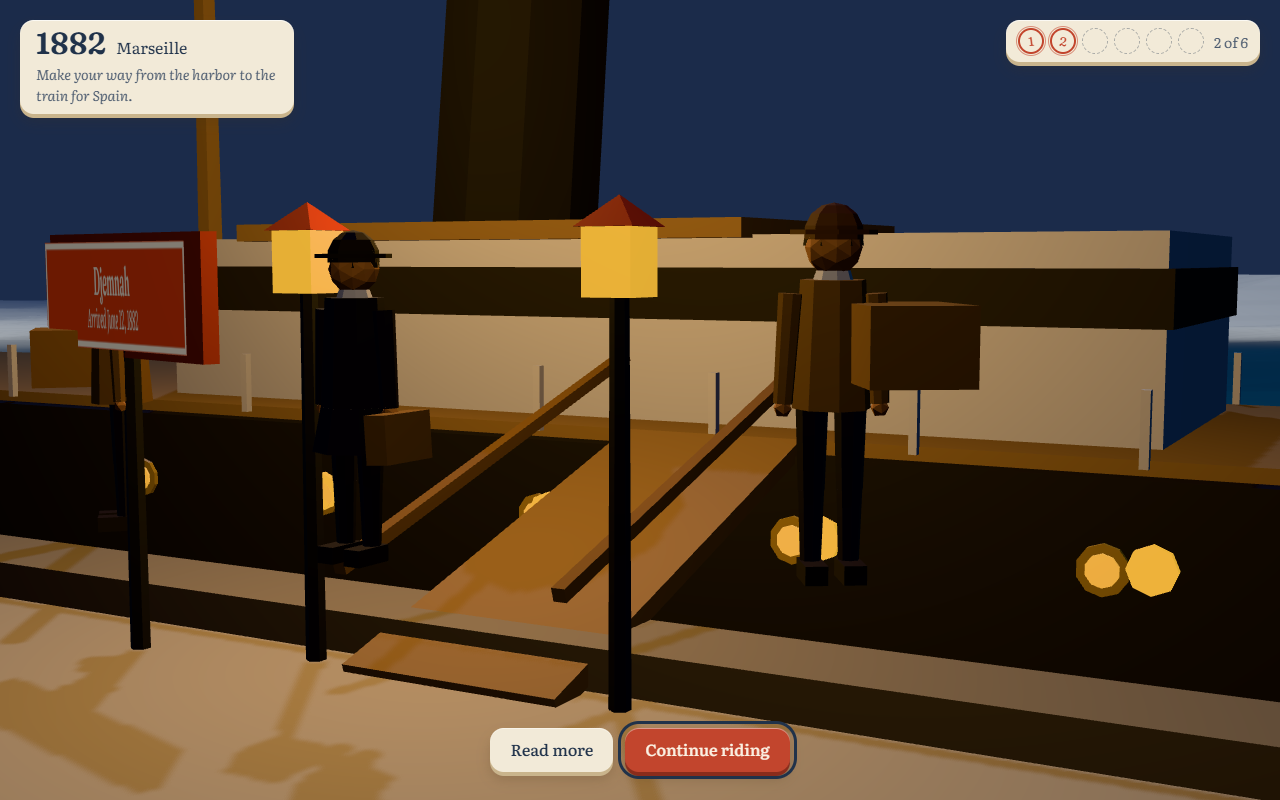 1882 Marseille
Make your way from the harbor to the
train for Spain.
1 2 2 of 6
Djemnah
Arrived June 12, 1882
Read more
Continue riding